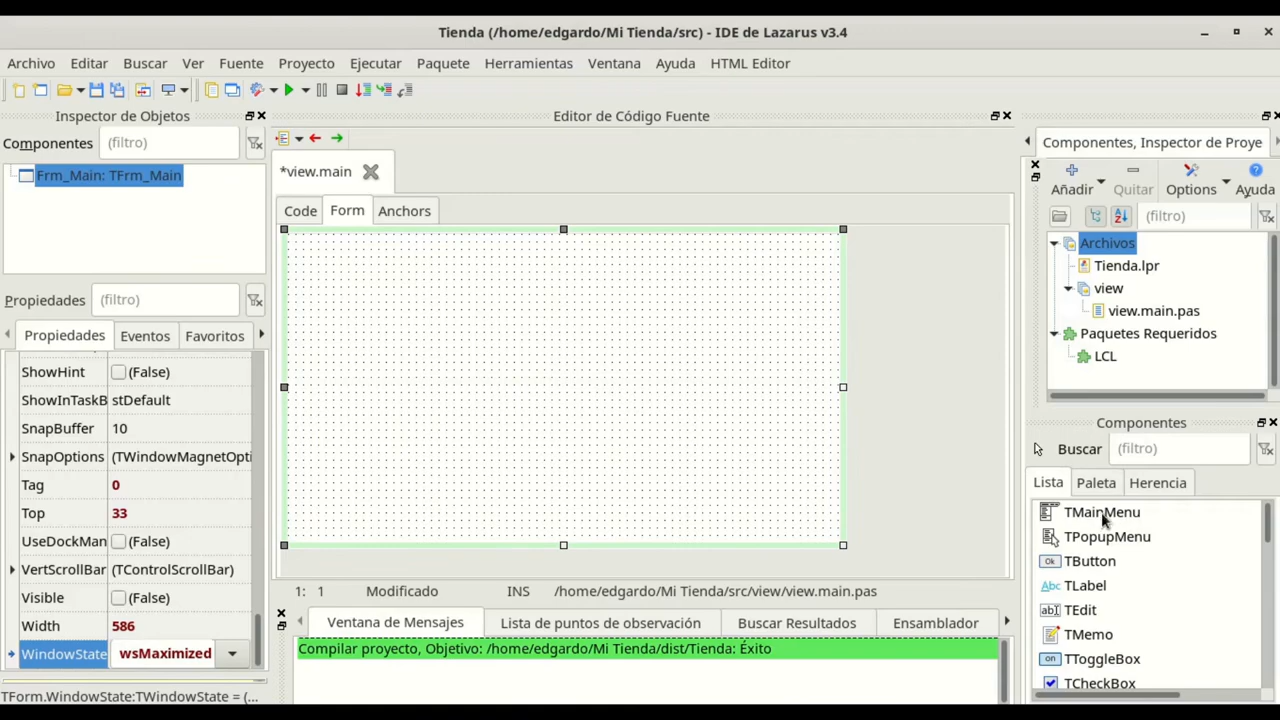 Tienda (/home/edgardo/Mi Tienda/src) - IDE de Lazarus v3.4
Archivo Editar Buscar Ver Fuente Proyecto Ejecutar Paquete Herramientas Ventana Ayuda HTML Editor
Inspector de Objetos
Componentes (filtro)
Frm_Main: TFrm_Main
Propiedades (filtro)
Propiedades Eventos Favoritos
ShowHint (False)
ShowInTaskB stDefault
SnapBuffer 10
SnapOptions (TWindowMagnetOpti
Tag 0
Top 33
UseDockMan (False)
VertScrollBar (TControlScrollBar)
Visible (False)
Width 586
WindowState wsMaximized
TForm.WindowState:TWindowState = (...
Editor de Código Fuente
*view.main
Code Form Anchors
1: 1 Modificado INS /home/edgardo/Mi Tienda/src/view/view.main.pas
Ventana de Mensajes Lista de puntos de observación Buscar Resultados Ensamblador
Compilar proyecto, Objetivo: /home/edgardo/Mi Tienda/dist/Tienda: Éxito
Componentes, Inspector de Proye
Añadir Quitar Options Ayuda
(filtro)
Archivos
Tienda.lpr
view
view.main.pas
Paquetes Requeridos
LCL
Componentes
Buscar (filtro)
Lista Paleta Herencia
TMainMenu
TPopupMenu
Ok TButton
Abc TLabel
abI TEdit
TMemo
on TToggleBox
TCheckBox